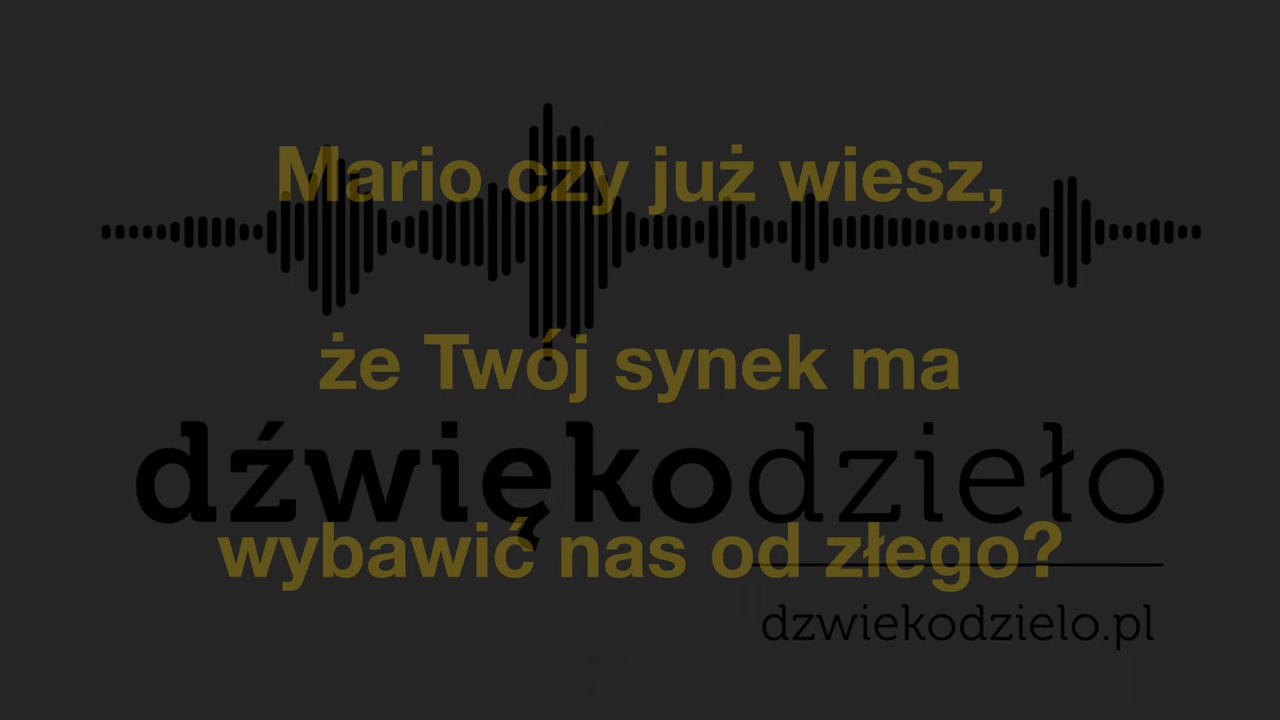 Mario czy już wiesz,
że Twój synek ma
dźwiękodzieło
wybawić nas od złego?
dzwiekodzielo.pl